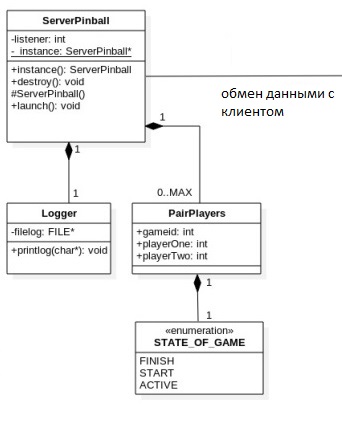 ServerPinball
-listener: int
- instance: ServerPinball*
+instance(): ServerPinball
+destroy(): void
#ServerPinball()
+launch(): void
обмен данными с
клиентом
1
1
1
0..MAX
Logger
-filelog: FILE*
+printlog(char*): void
PairPlayers
+gameid: int
+playerOne: int
+playerTwo: int
1
1
«enumeration»
STATE_OF_GAME
FINISH
START
ACTIVE